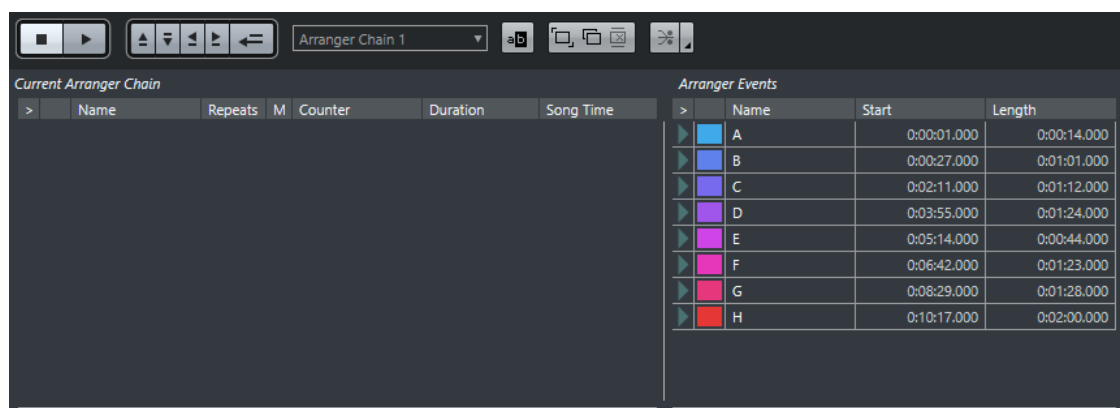 Arranger Chain 1
ab
Current Arranger Chain
> Name Repeats M Counter Duration Song Time
Arranger Events
> Name Start Length
A 0:00:01.000 0:00:14.000
B 0:00:27.000 0:01:01.000
C 0:02:11.000 0:01:12.000
D 0:03:55.000 0:01:24.000
E 0:05:14.000 0:00:44.000
F 0:06:42.000 0:01:23.000
G 0:08:29.000 0:01:28.000
H 0:10:17.000 0:02:00.000